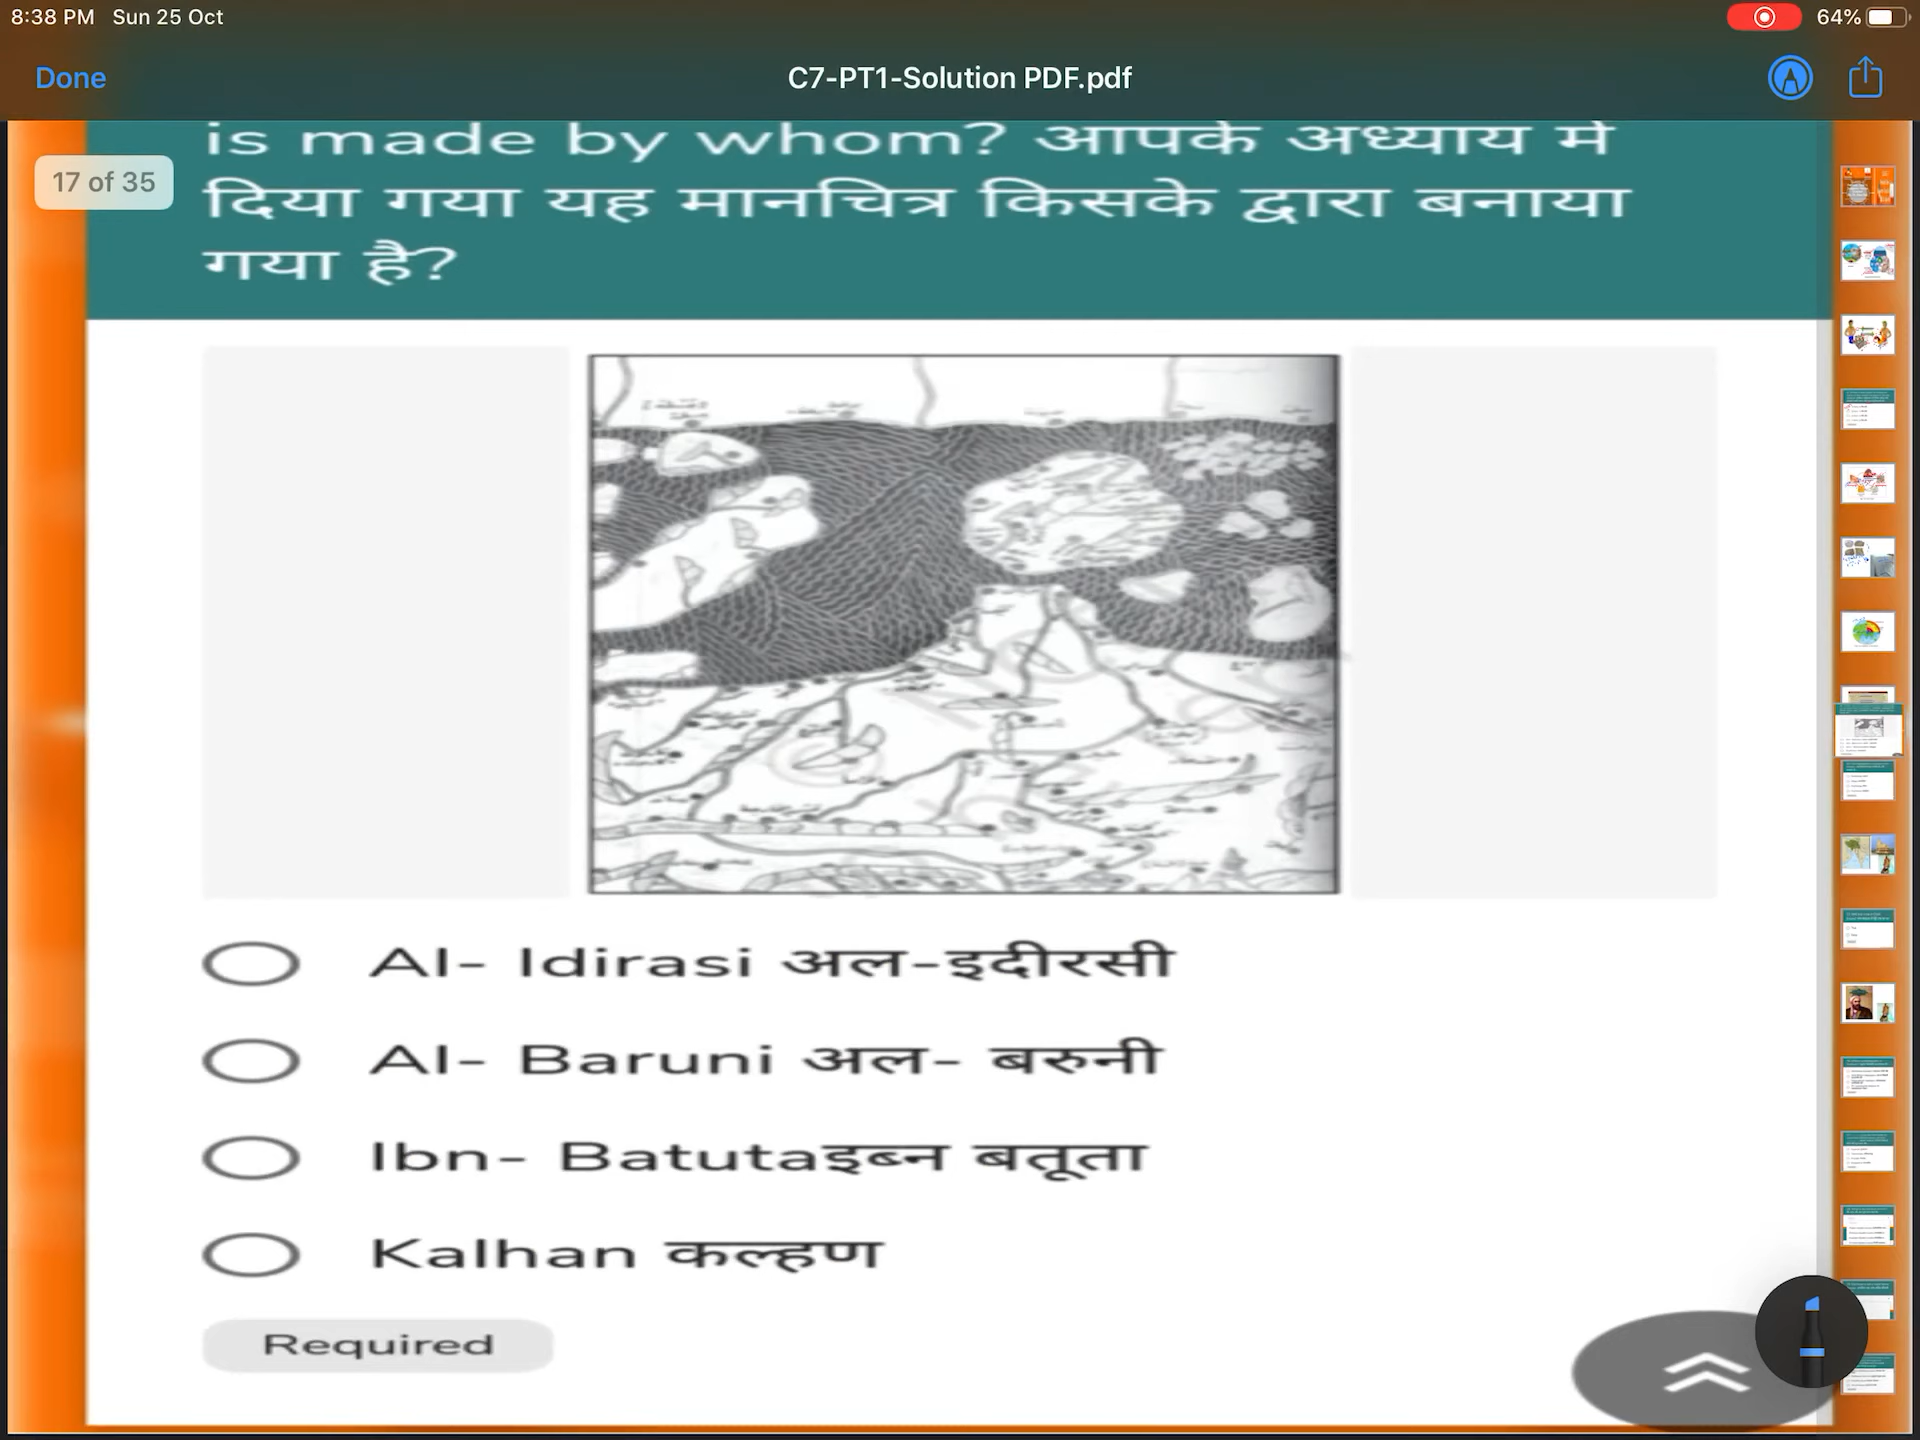 8:38 PM Sun 25 Oct
64%
Done
C7-PT1-Solution PDF.pdf
17 of 35
is made by whom? आपके अध्याय में
दिया गया यह मानचित्र किसके द्वारा बनाया
गया है?
Al- Idirasi अल-इदीरसी
Al- Baruni अल- बरुनी
Ibn- Batutaइब्न बतूता
Kalhan कल्हण
Required